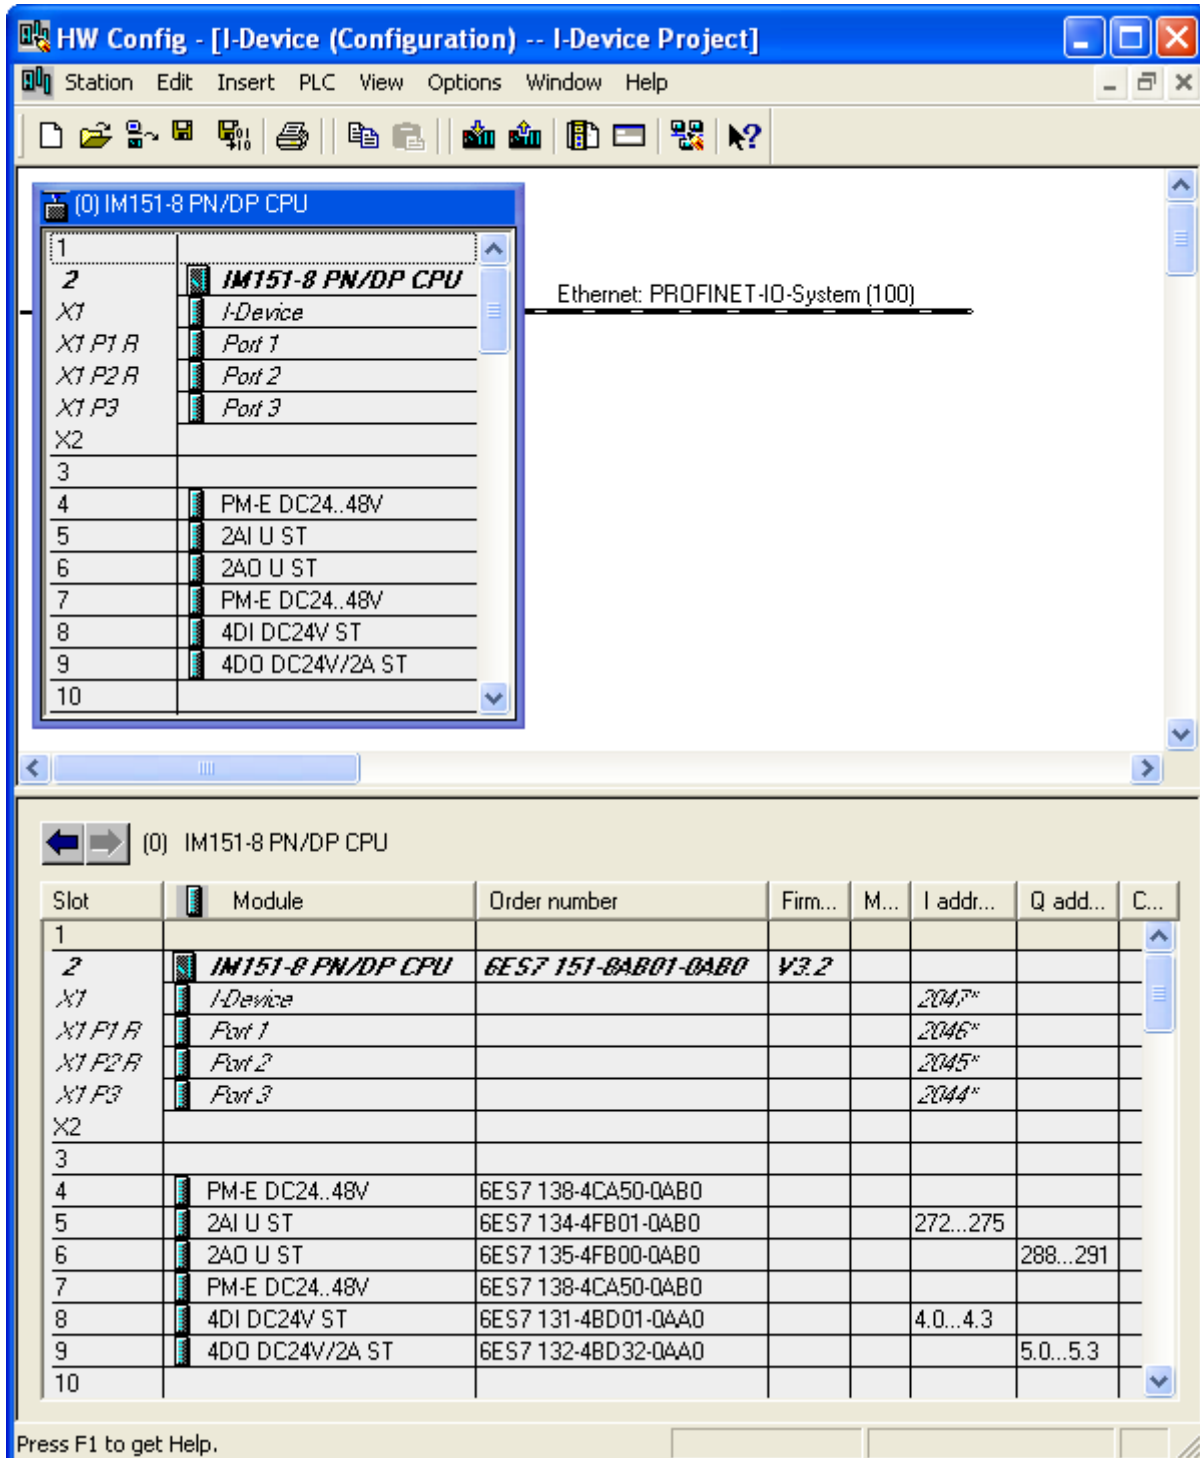 HW Config - [I-Device (Configuration) -- I-Device Project]
Station Edit Insert PLC View Options Window Help
(0) IM151-8 PN/DP CPU
1
2 IM151-8 PN/DP CPU
X1 I-Device
X1 P1 R Port 1
X1 P2 R Port 2
X1 P3 Port 3
X2
3
4 PM-E DC24..48V
5 2AI U ST
6 2AO U ST
7 PM-E DC24..48V
8 4DI DC24V ST
9 4DO DC24V/2A ST
10
Ethernet: PROFINET-IO-System (100)
(0) IM151-8 PN/DP CPU
Slot Module Order number Firm... M... I addr... Q add... C...
1
2 IM151-8 PN/DP CPU 6ES7 151-8AB01-0AB0 V3.2
X1 I-Device 2047*
X1 P1 R Port 1 2046*
X1 P2 R Port 2 2045*
X1 P3 Port 3 2044*
X2
3
4 PM-E DC24..48V 6ES7 138-4CA50-0AB0
5 2AI U ST 6ES7 134-4FB01-0AB0 272...275
6 2AO U ST 6ES7 135-4FB00-0AB0 288...291
7 PM-E DC24..48V 6ES7 138-4CA50-0AB0
8 4DI DC24V ST 6ES7 131-4BD01-0AA0 4.0...4.3
9 4DO DC24V/2A ST 6ES7 132-4BD32-0AA0 5.0...5.3
10
Press F1 to get Help.